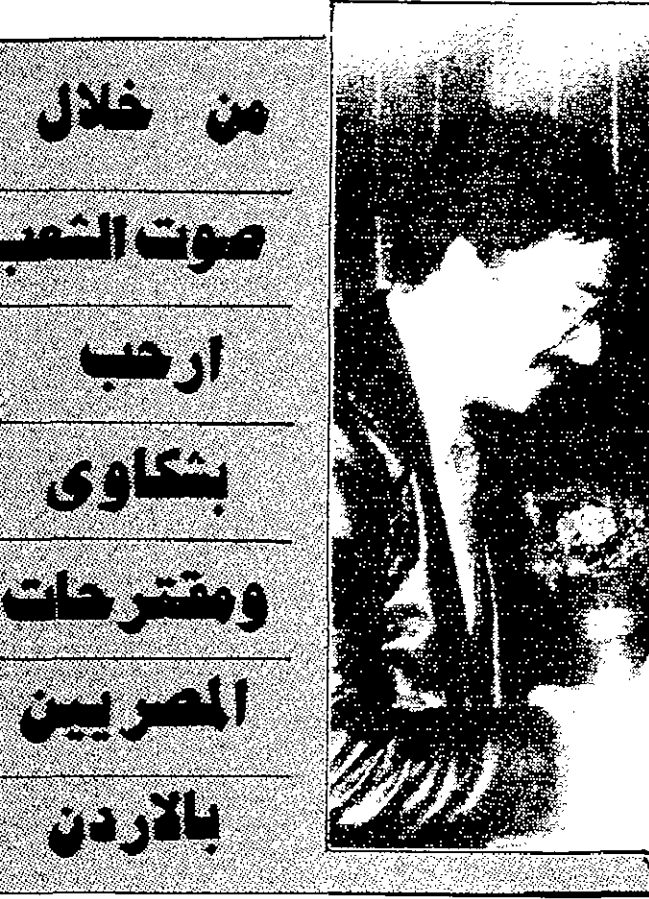 من خلال
صوت الشعب
ارحب
بشكاوى
ومقترحات
المصريين
بالاردن